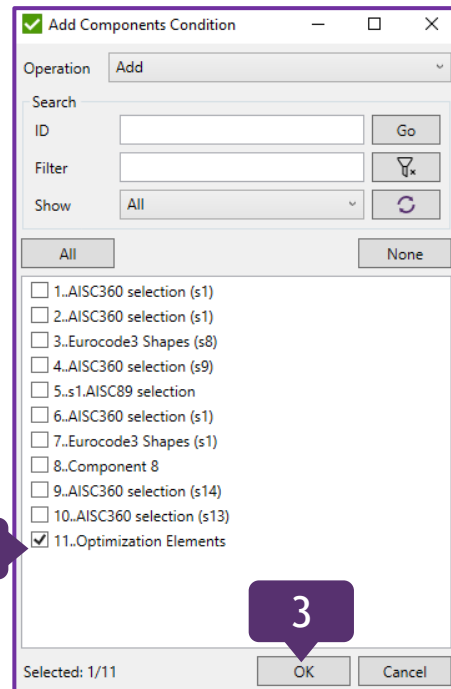 Add Components Condition
Operation Add
Search
ID Go
Filter
Show All
All None
1..AISC360 selection (s1)
2..AISC360 selection (s1)
3..Eurocode3 Shapes (s8)
4..AISC360 selection (s9)
5..s1.AISC89 selection
6..AISC360 selection (s1)
7..Eurocode3 Shapes (s1)
8..Component 8
9..AISC360 selection (s14)
10..AISC360 selection (s13)
11..Optimization Elements
3
Selected: 1/11 OK Cancel